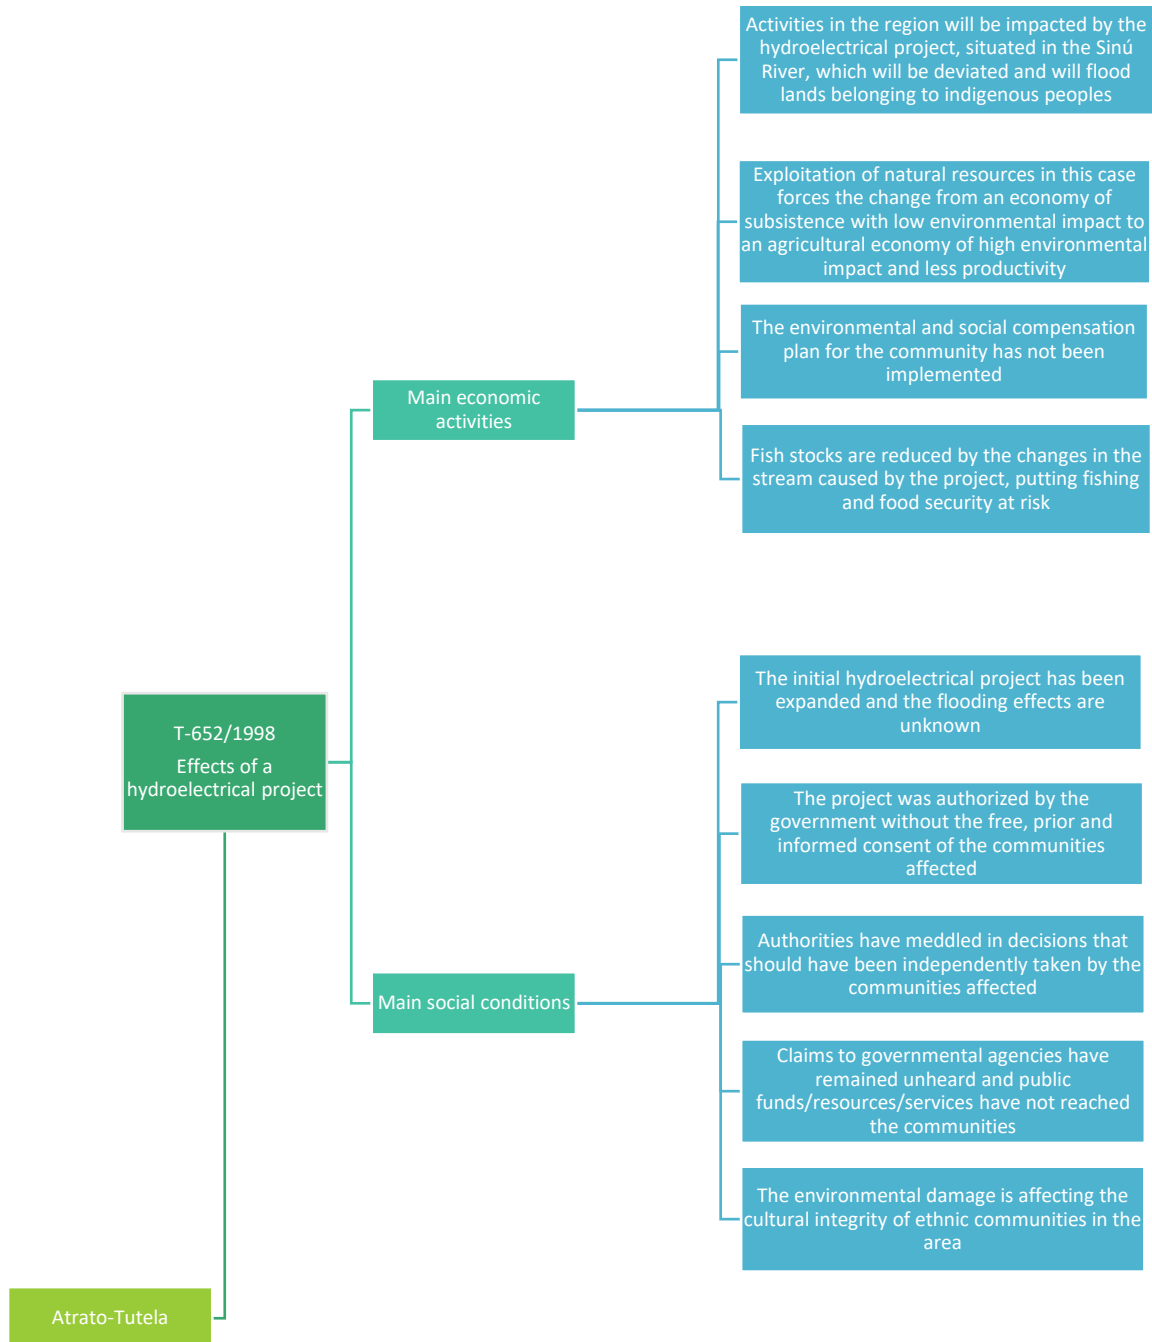 Activities in the region will be impacted by the
hydroelectrical project, situated in the Sinú
River, which will be deviated and will flood
lands belonging to indigenous peoples
Exploitation of natural resources in this case
forces the change from an economy of
subsistence with low environmental impact to
an agricultural economy of high environmental
impact and less productivity
The environmental and social compensation
plan for the community has not been
implemented
Main economic
activities
Fish stocks are reduced by the changes in the
stream caused by the project, putting fishing
and food security at risk
The initial hydroelectrical project has been
expanded and the flooding effects are
unknown
T-652/1998
Effects of a
hydroelectrical project
The project was authorized by the
government without the free, prior and
informed consent of the communities
affected
Authorities have meddled in decisions that
should have been independently taken by the
communities affected
Main social conditions
Claims to governmental agencies have
remained unheard and public
funds/resources/services have not reached
the communities
The environmental damage is affecting the
cultural integrity of ethnic communities in the
area
Atrato-Tutela